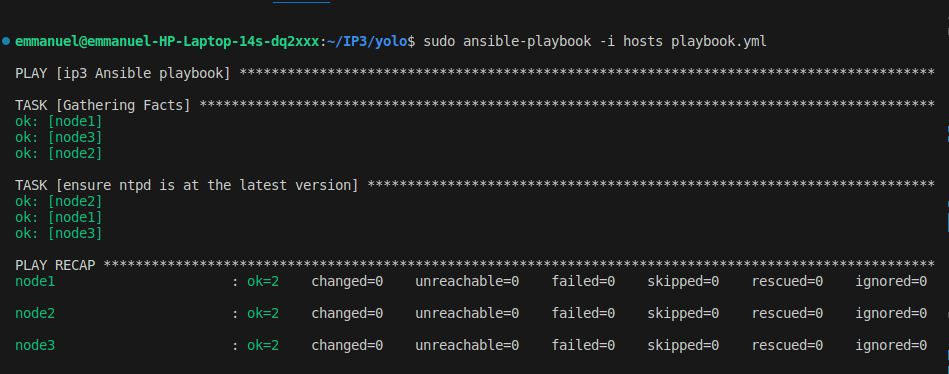 emmanuel@emmanuel-HP-Laptop-14s-dq2xxx:~/IP3/yolo$ sudo ansible-playbook -i hosts playbook.yml
PLAY [ip3 Ansible playbook] ***************************************************************************************
TASK [Gathering Facts] ********************************************************************************************
ok: [node1]
ok: [node3]
ok: [node2]
TASK [ensure ntpd is at the latest version] ***********************************************************************
ok: [node2]
ok: [node1]
ok: [node3]
PLAY RECAP ********************************************************************************************************
node1                      : ok=2    changed=0    unreachable=0    failed=0    skipped=0    rescued=0    ignored=0
node2                      : ok=2    changed=0    unreachable=0    failed=0    skipped=0    rescued=0    ignored=0
node3                      : ok=2    changed=0    unreachable=0    failed=0    skipped=0    rescued=0    ignored=0